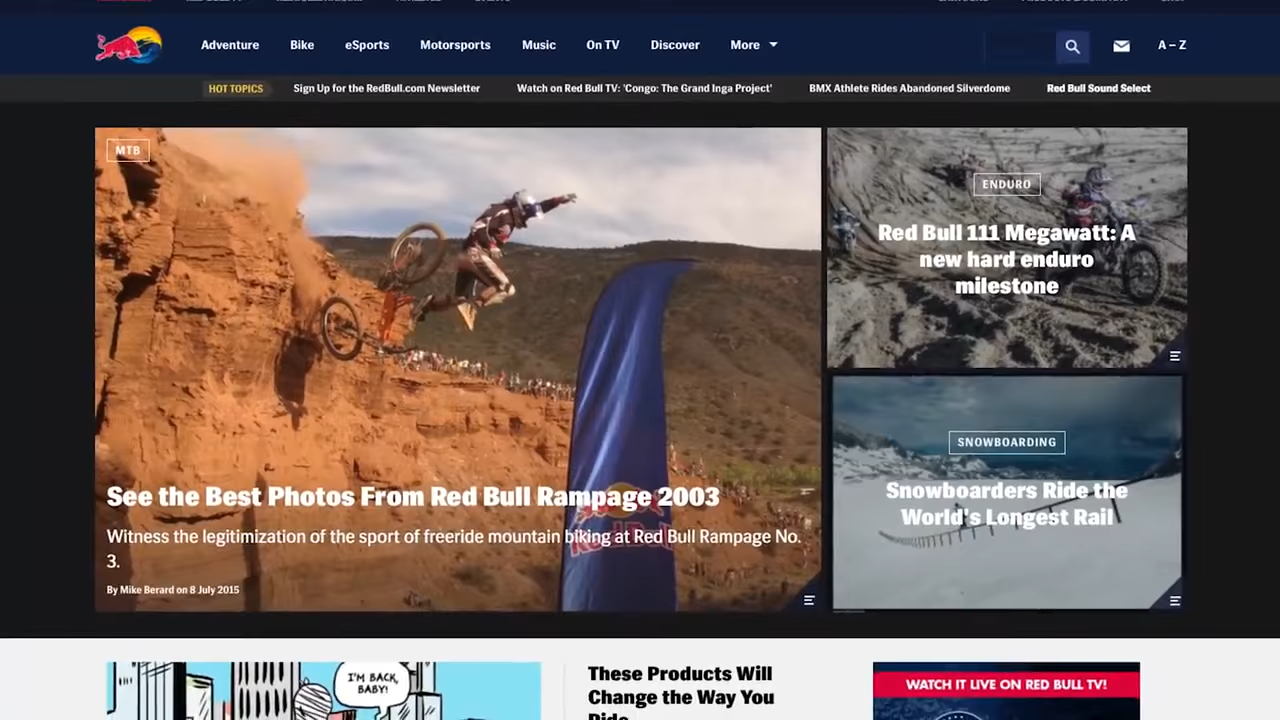 Adventure Bike eSports Motorsports Music On TV Discover More A – Z
HOT TOPICS Sign Up for the RedBull.com Newsletter Watch on Red Bull TV: 'Congo: The Grand Inga Project' BMX Athlete Rides Abandoned Silverdome Red Bull Sound Select
MTB
See the Best Photos From Red Bull Rampage 2003
Witness the legitimization of the sport of freeride mountain biking at Red Bull Rampage No.
3.
By Mike Berard on 8 July 2015
Red Bull
ENDURO
Red Bull 111 Megawatt: A
new hard enduro
milestone
SNOWBOARDING
Snowboarders Ride the
World's Longest Rail
I'M BACK,
BABY!
These Products Will
Change the Way You
Ride
WATCH IT LIVE ON RED BULL TV!